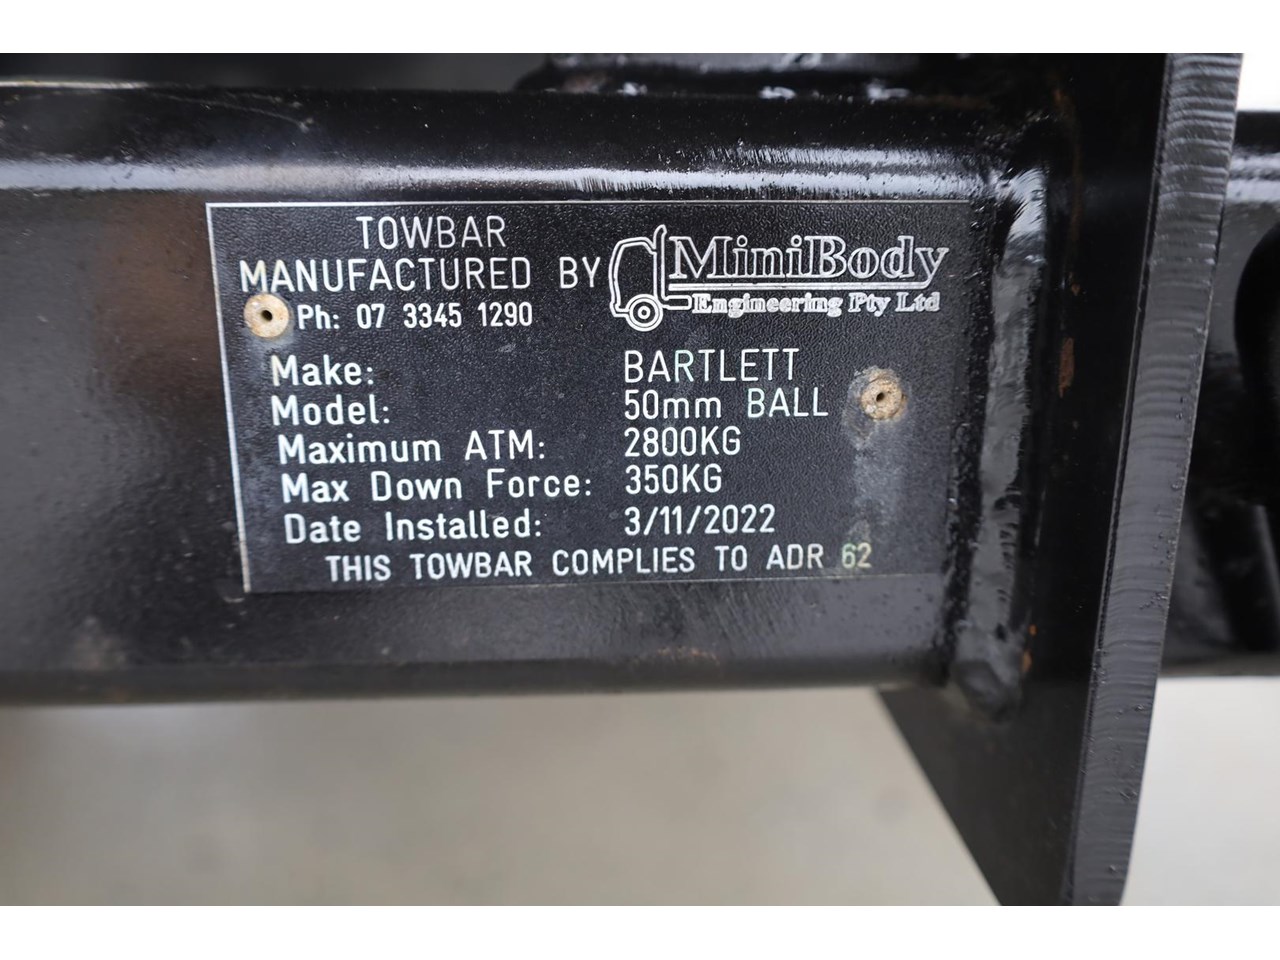 TOWBAR
MANUFACTURED BY
MiniBody
Engineering Pty Ltd
Ph: 07 3345 1290
Make: BARTLETT
Model: 50mm BALL
Maximum ATM: 2800KG
Max Down Force: 350KG
Date Installed: 3/11/2022
THIS TOWBAR COMPLIES TO ADR 62